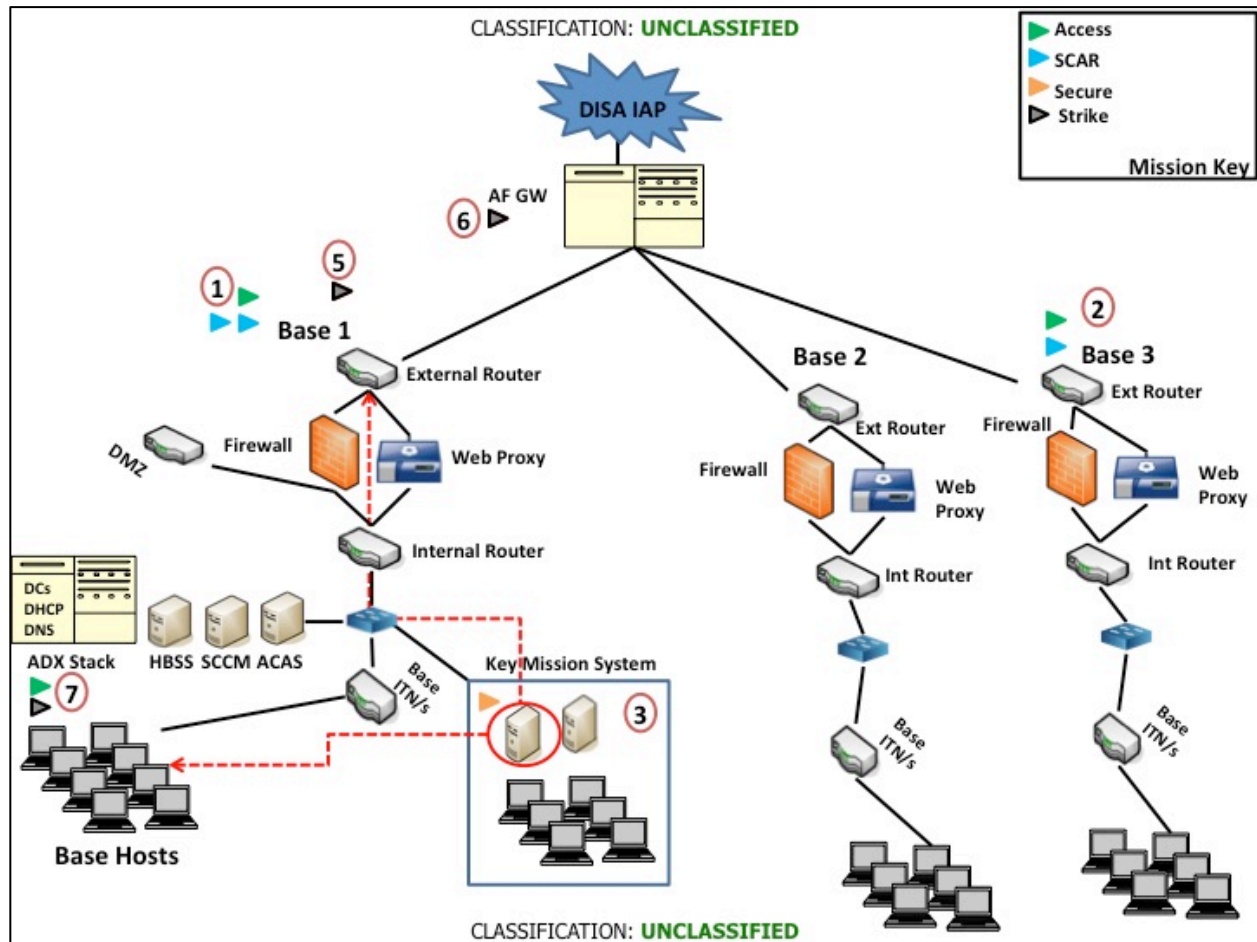 CLASSIFICATION: UNCLASSIFIED
Access
SCAR
Secure
Strike
Mission Key
DISA IAP
AF GW
6
5
1
Base 1
External Router
Firewall
Web Proxy
DMZ
Internal Router
DCs
DHCP
DNS
ADX Stack
HBSS
SCCM
ACAS
Base
ITN/s
7
Base Hosts
Key Mission System
3
Base 2
Ext Router
Firewall
Web
Proxy
Int Router
Base
ITN/s
2
Base 3
Ext Router
Firewall
Web
Proxy
Int Router
Base
ITN/s
CLASSIFICATION: UNCLASSIFIED